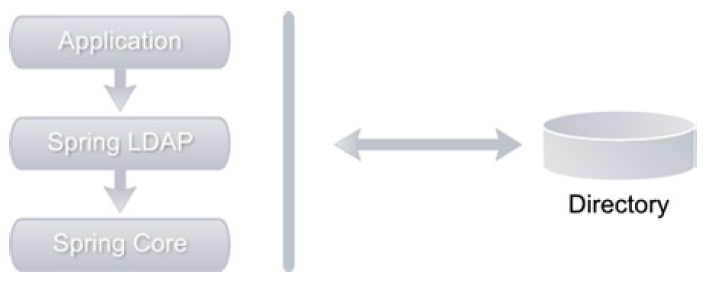 Application
Spring LDAP
Spring Core
Directory